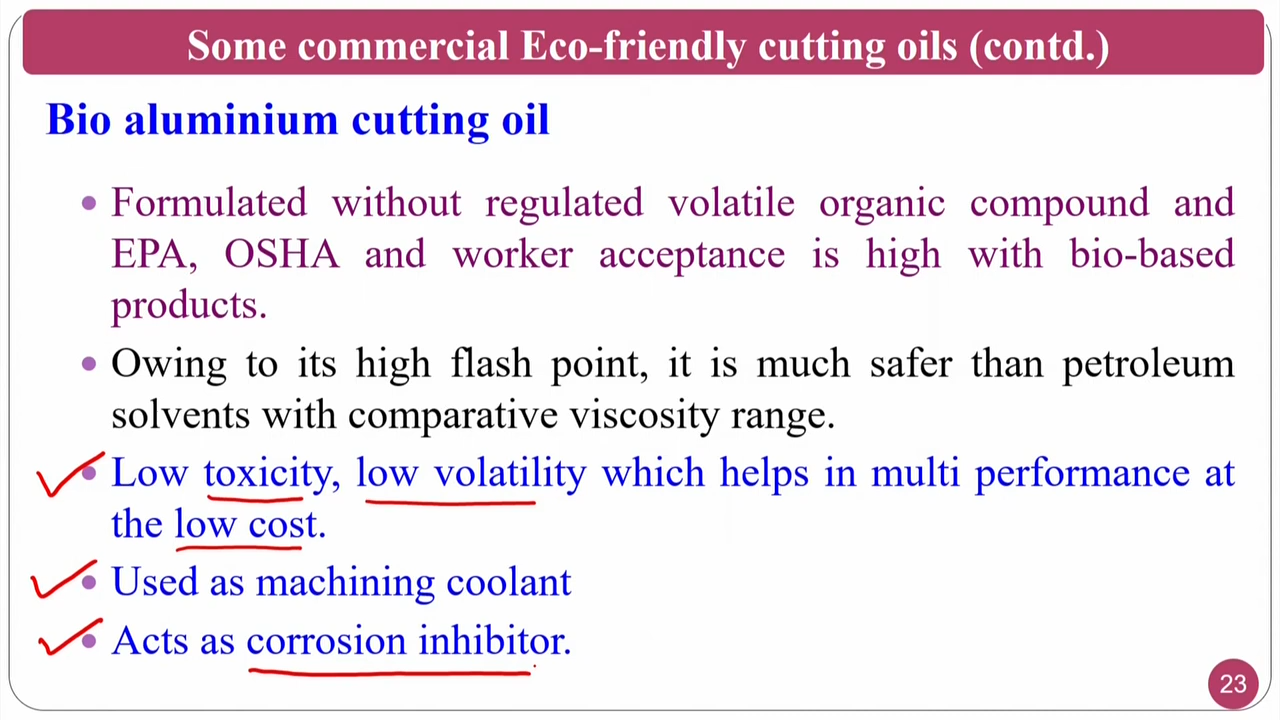 Some commercial Eco-friendly cutting oils (contd.)
Bio aluminium cutting oil
• Formulated without regulated volatile organic compound and
EPA, OSHA and worker acceptance is high with bio-based
products.
• Owing to its high flash point, it is much safer than petroleum
solvents with comparative viscosity range.
• Low toxicity, low volatility which helps in multi performance at
the low cost.
• Used as machining coolant
• Acts as corrosion inhibitor.
23